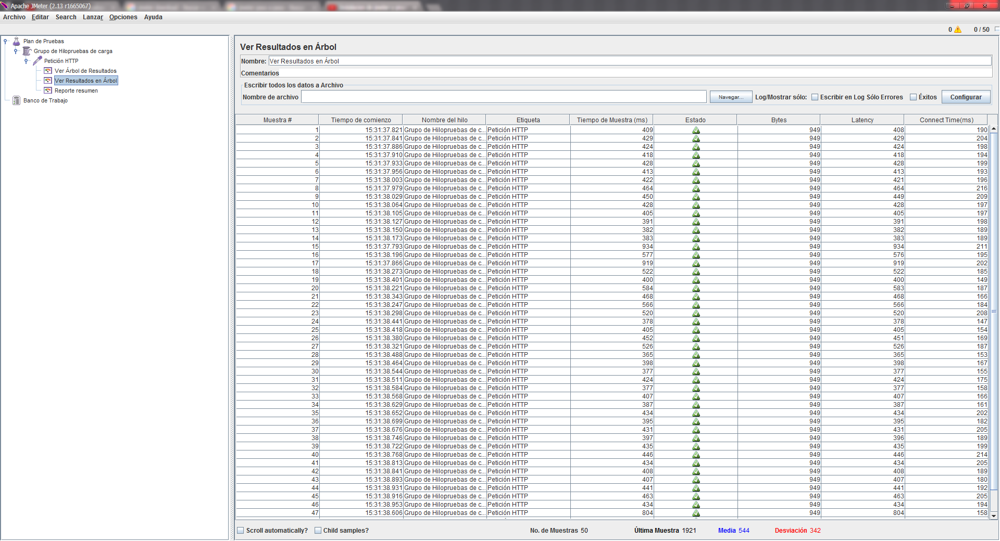 Apache JMeter (2.13 r1665067)
Archivo Editar Search Lanzar Opciones Ayuda
0 0 / 50
Plan de Pruebas
Grupo de Hilopruebas de carga
Petición HTTP
Ver Árbol de Resultados
Ver Resultados en Árbol
Reporte resumen
Banco de Trabajo
Ver Resultados en Árbol
Nombre: Ver Resultados en Árbol
Comentarios
Escribir todos los datos a Archivo
Nombre de archivo Navegar... Log/Mostrar sólo: Escribir en Log Sólo Errores Éxitos Configurar
Muestra # Tiempo de comienzo Nombre del hilo Etiqueta Tiempo de Muestra (ms) Estado Bytes Latency Connect Time(ms)
1 15:31:37.821 Grupo de Hilopruebas de c... Petición HTTP 409 949 408 190
2 15:31:37.841 Grupo de Hilopruebas de c... Petición HTTP 429 949 429 204
3 15:31:37.886 Grupo de Hilopruebas de c... Petición HTTP 424 949 424 198
4 15:31:37.910 Grupo de Hilopruebas de c... Petición HTTP 418 949 418 194
5 15:31:37.933 Grupo de Hilopruebas de c... Petición HTTP 428 949 428 199
6 15:31:37.956 Grupo de Hilopruebas de c... Petición HTTP 413 949 413 193
7 15:31:38.003 Grupo de Hilopruebas de c... Petición HTTP 422 949 421 196
8 15:31:37.979 Grupo de Hilopruebas de c... Petición HTTP 464 949 464 216
9 15:31:38.029 Grupo de Hilopruebas de c... Petición HTTP 450 949 449 209
10 15:31:38.064 Grupo de Hilopruebas de c... Petición HTTP 428 949 428 197
11 15:31:38.105 Grupo de Hilopruebas de c... Petición HTTP 405 949 405 197
12 15:31:38.127 Grupo de Hilopruebas de c... Petición HTTP 391 949 391 198
13 15:31:38.150 Grupo de Hilopruebas de c... Petición HTTP 382 949 382 189
14 15:31:38.173 Grupo de Hilopruebas de c... Petición HTTP 383 949 383 189
15 15:31:37.793 Grupo de Hilopruebas de c... Petición HTTP 934 949 934 211
16 15:31:38.196 Grupo de Hilopruebas de c... Petición HTTP 577 949 576 195
17 15:31:37.866 Grupo de Hilopruebas de c... Petición HTTP 919 949 919 202
18 15:31:38.273 Grupo de Hilopruebas de c... Petición HTTP 522 949 522 185
19 15:31:38.401 Grupo de Hilopruebas de c... Petición HTTP 400 949 400 149
20 15:31:38.221 Grupo de Hilopruebas de c... Petición HTTP 584 949 583 187
21 15:31:38.343 Grupo de Hilopruebas de c... Petición HTTP 468 949 468 166
22 15:31:38.247 Grupo de Hilopruebas de c... Petición HTTP 566 949 566 184
23 15:31:38.298 Grupo de Hilopruebas de c... Petición HTTP 520 949 520 208
24 15:31:38.441 Grupo de Hilopruebas de c... Petición HTTP 378 949 378 147
25 15:31:38.418 Grupo de Hilopruebas de c... Petición HTTP 405 949 405 154
26 15:31:38.380 Grupo de Hilopruebas de c... Petición HTTP 452 949 451 169
27 15:31:38.321 Grupo de Hilopruebas de c... Petición HTTP 526 949 526 187
28 15:31:38.488 Grupo de Hilopruebas de c... Petición HTTP 365 949 365 153
29 15:31:38.464 Grupo de Hilopruebas de c... Petición HTTP 398 949 398 167
30 15:31:38.544 Grupo de Hilopruebas de c... Petición HTTP 377 949 377 155
31 15:31:38.511 Grupo de Hilopruebas de c... Petición HTTP 424 949 424 175
32 15:31:38.584 Grupo de Hilopruebas de c... Petición HTTP 377 949 377 158
33 15:31:38.568 Grupo de Hilopruebas de c... Petición HTTP 407 949 407 166
34 15:31:38.629 Grupo de Hilopruebas de c... Petición HTTP 387 949 387 161
35 15:31:38.652 Grupo de Hilopruebas de c... Petición HTTP 434 949 434 202
36 15:31:38.699 Grupo de Hilopruebas de c... Petición HTTP 395 949 395 182
37 15:31:38.676 Grupo de Hilopruebas de c... Petición HTTP 431 949 431 205
38 15:31:38.746 Grupo de Hilopruebas de c... Petición HTTP 397 949 396 189
39 15:31:38.722 Grupo de Hilopruebas de c... Petición HTTP 435 949 435 199
40 15:31:38.768 Grupo de Hilopruebas de c... Petición HTTP 446 949 446 214
41 15:31:38.813 Grupo de Hilopruebas de c... Petición HTTP 434 949 434 205
42 15:31:38.841 Grupo de Hilopruebas de c... Petición HTTP 408 949 408 189
43 15:31:38.893 Grupo de Hilopruebas de c... Petición HTTP 407 949 407 180
44 15:31:38.931 Grupo de Hilopruebas de c... Petición HTTP 441 949 441 192
45 15:31:38.916 Grupo de Hilopruebas de c... Petición HTTP 463 949 463 205
46 15:31:38.953 Grupo de Hilopruebas de c... Petición HTTP 434 949 434 194
47 15:31:38.606 Grupo de Hilopruebas de c... Petición HTTP 804 949 804 158
Scroll automatically? Child samples? No. de Muestras 50 Última Muestra 1921 Media 544 Desviación 342